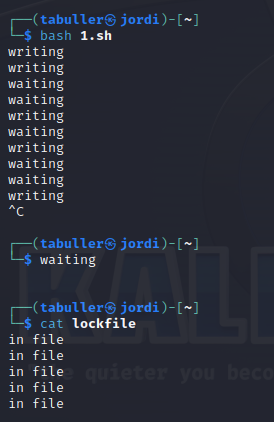 ┌──(tabuller㉿jordi)-[~]
└─$ bash 1.sh
writing
writing
waiting
waiting
writing
waiting
writing
waiting
waiting
writing
^C
┌──(tabuller㉿jordi)-[~]
└─$ waiting
┌──(tabuller㉿jordi)-[~]
└─$ cat lockfile
in file
in file
in file
in file
in file